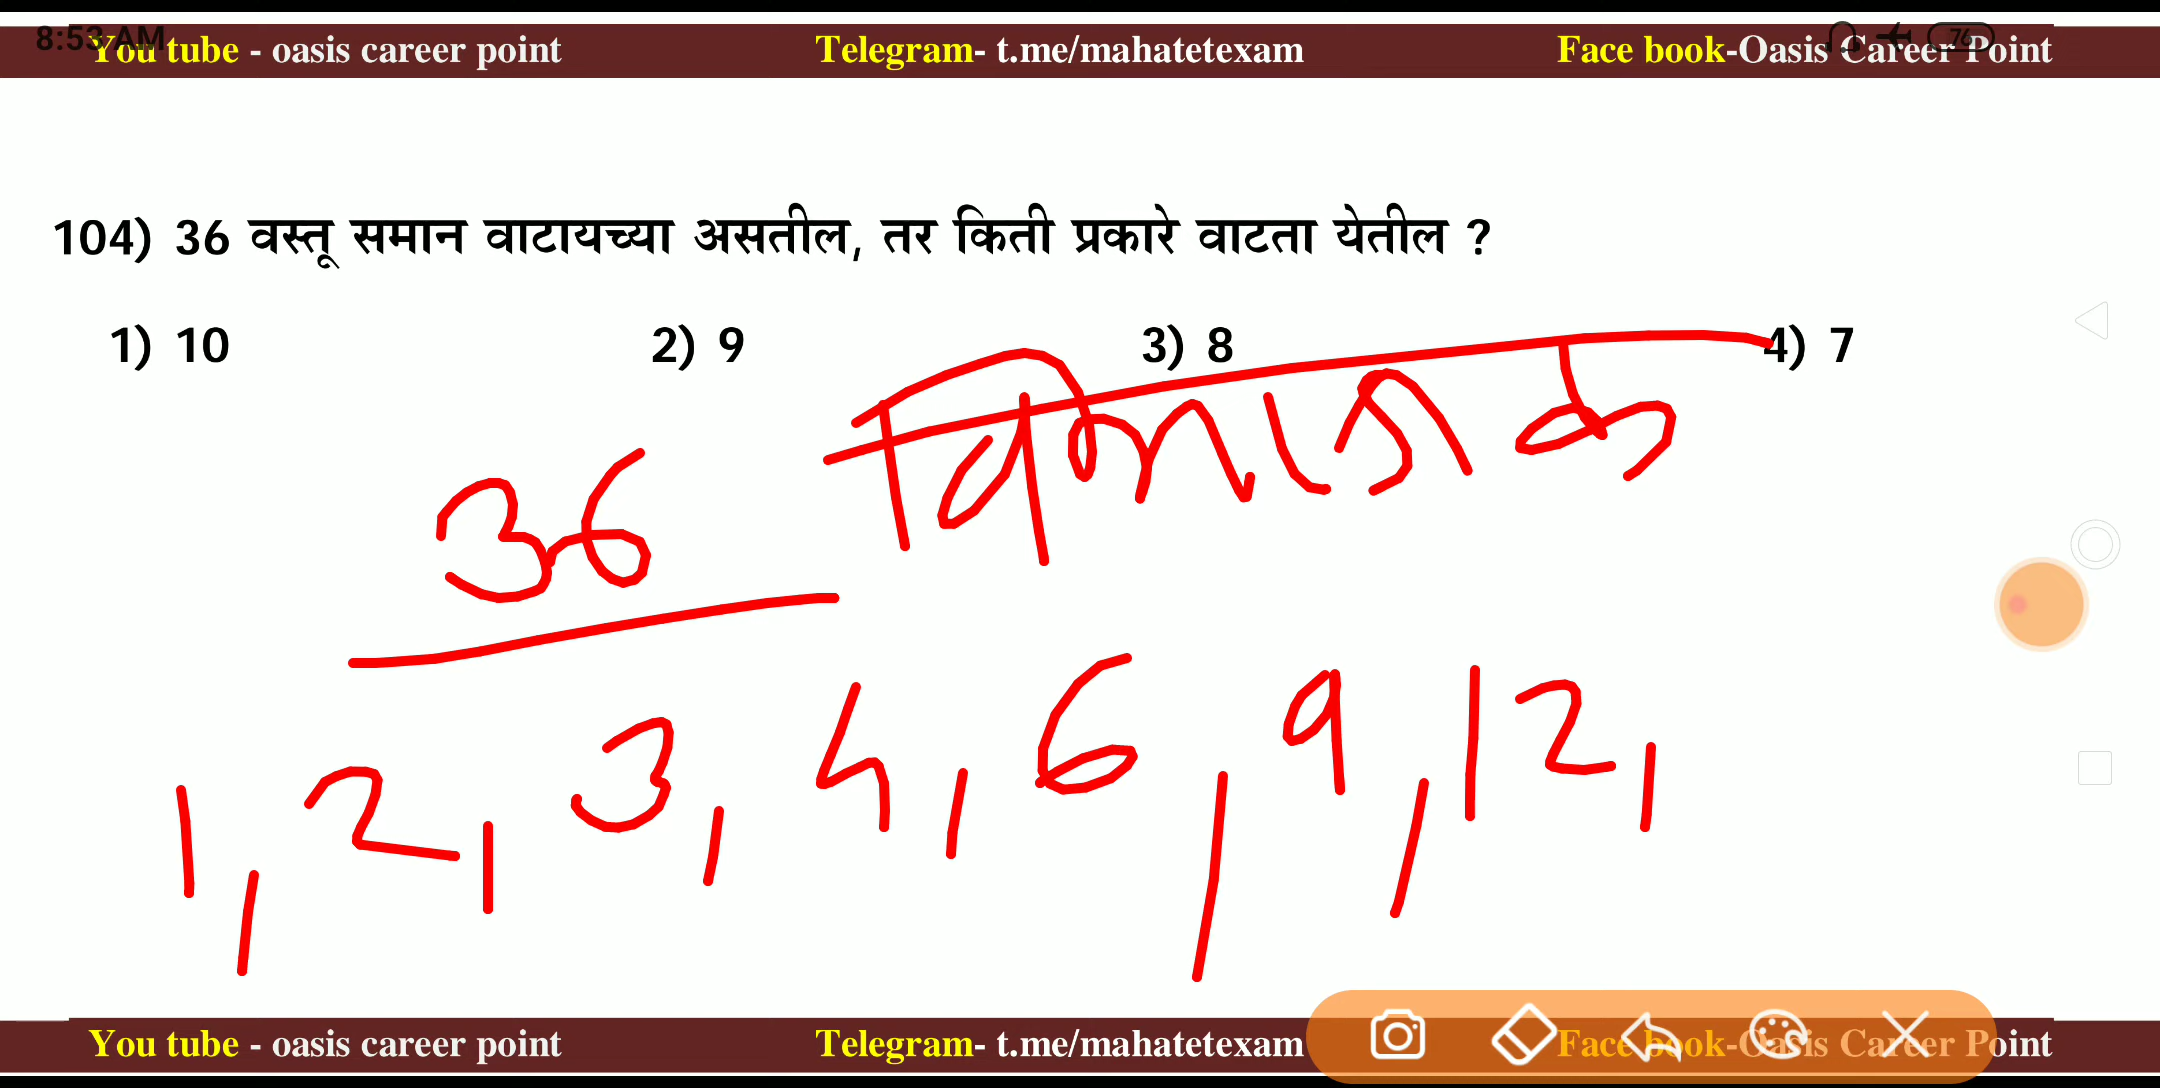 8:53 AM 76
You tube - oasis career point Telegram- t.me/mahatetexam Face book-Oasis Career Point
104) 36 वस्तू समान वाटायच्या असतील, तर किती प्रकारे वाटता येतील ?
1) 10 2) 9 3) 8 4) 7
36 विभाजक
1, 2, 3, 4, 6, 9, 12,
You tube - oasis career point Telegram- t.me/mahatetexam Face book-Oasis Career Point